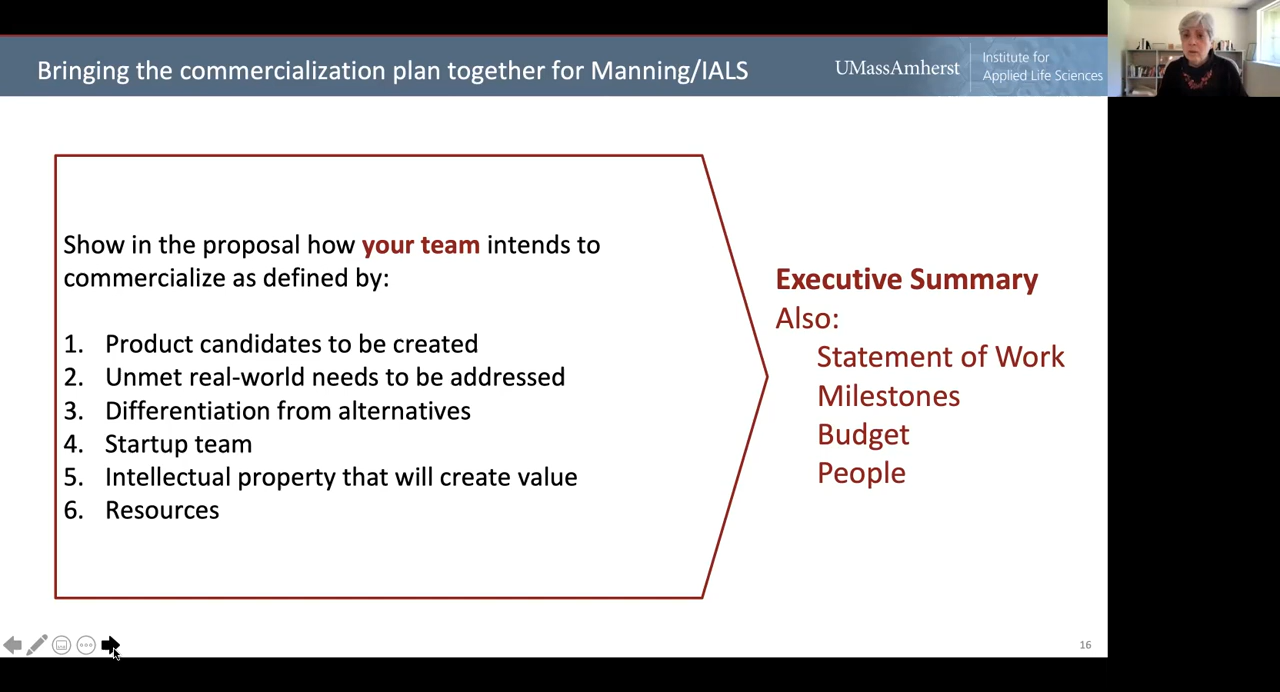 Bringing the commercialization plan together for Manning/IALS
UMassAmherst
Institute for
Applied Life Sciences
Show in the proposal how your team intends to
commercialize as defined by:
1. Product candidates to be created
2. Unmet real-world needs to be addressed
3. Differentiation from alternatives
4. Startup team
5. Intellectual property that will create value
6. Resources
Executive Summary
Also:
Statement of Work
Milestones
Budget
People
16